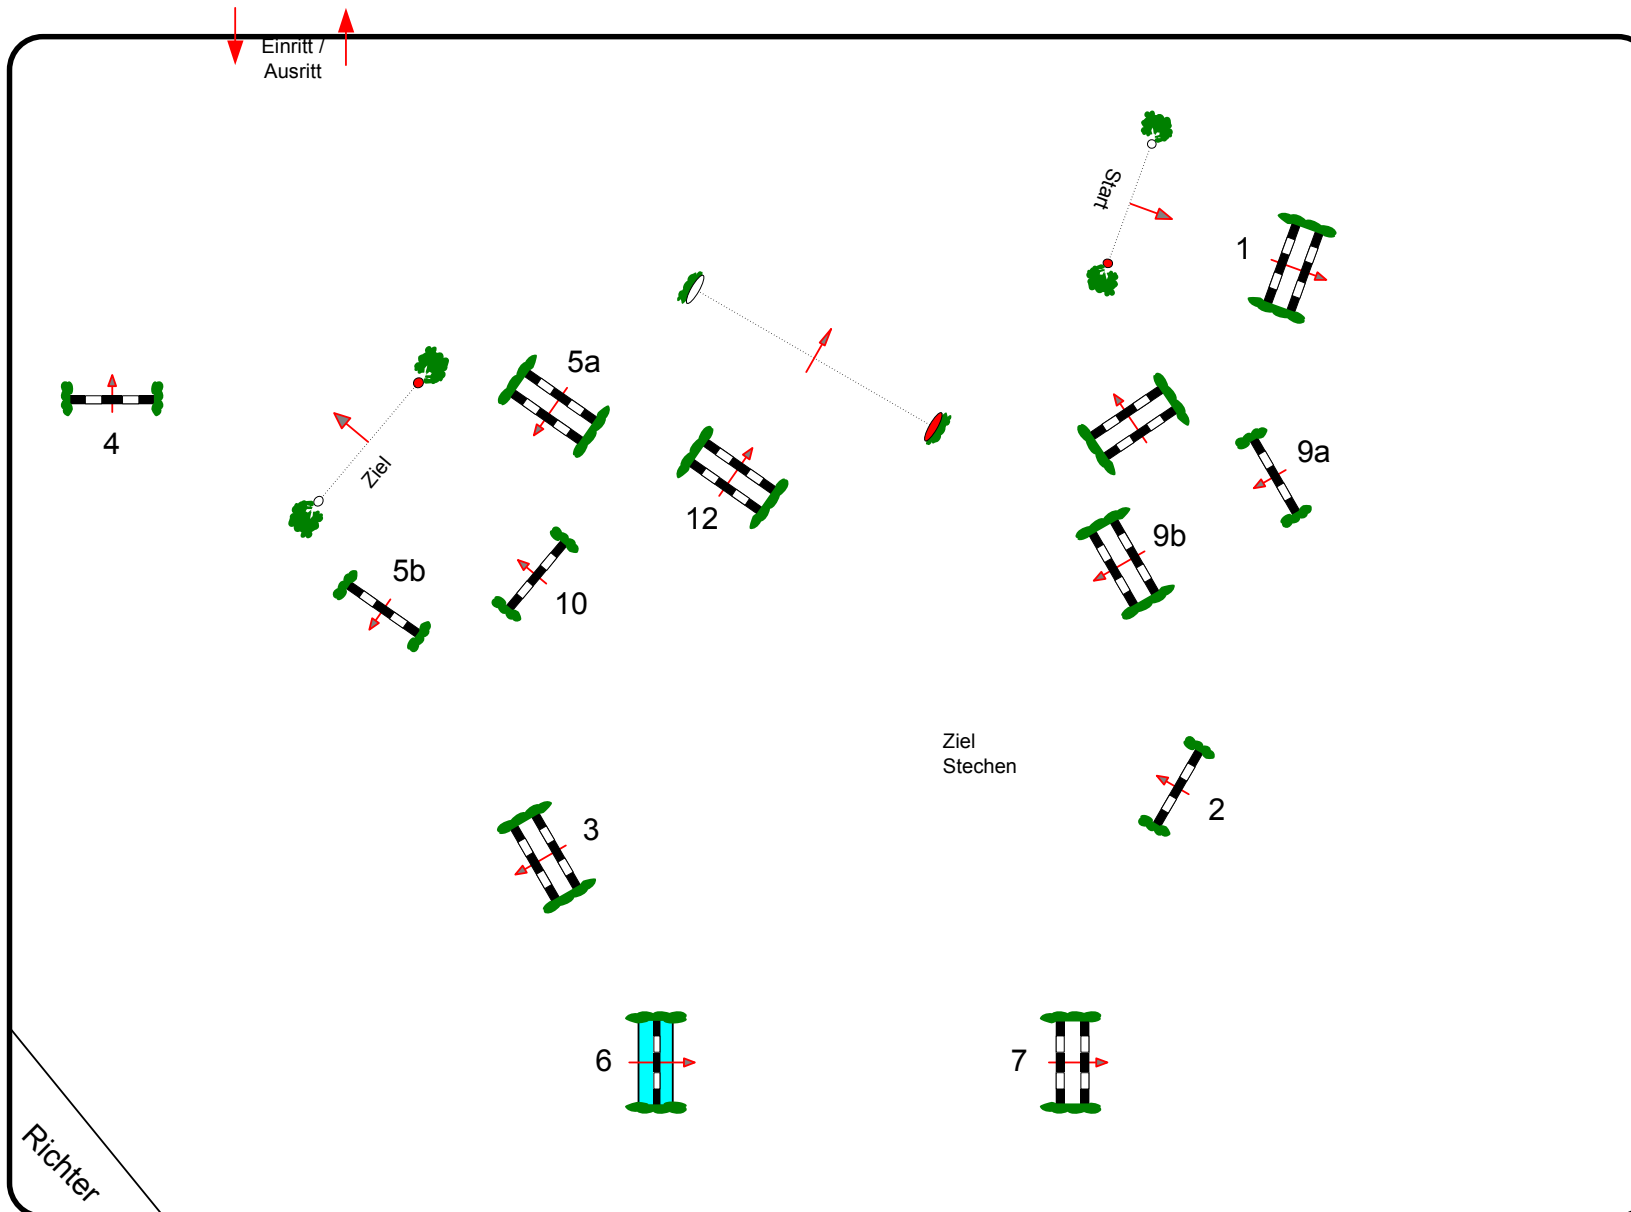 Einritt /
Ausritt
Start
1
5a
4
9a
Ziel
12
9b
5b
10
Ziel
Stechen
2
3
6
7
Richter